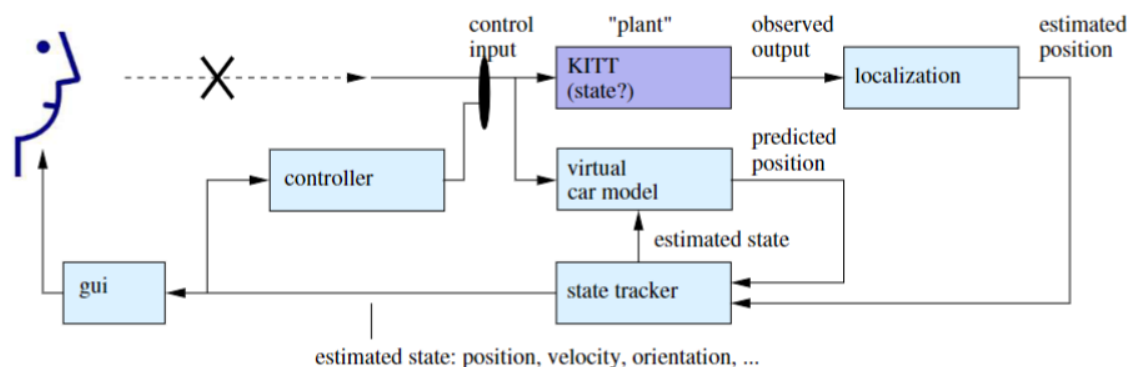 control
input
"plant"
observed
output
estimated
position
KITT
(state?)
localization
controller
virtual
car model
predicted
position
estimated state
gui
state tracker
estimated state: position, velocity, orientation, ...